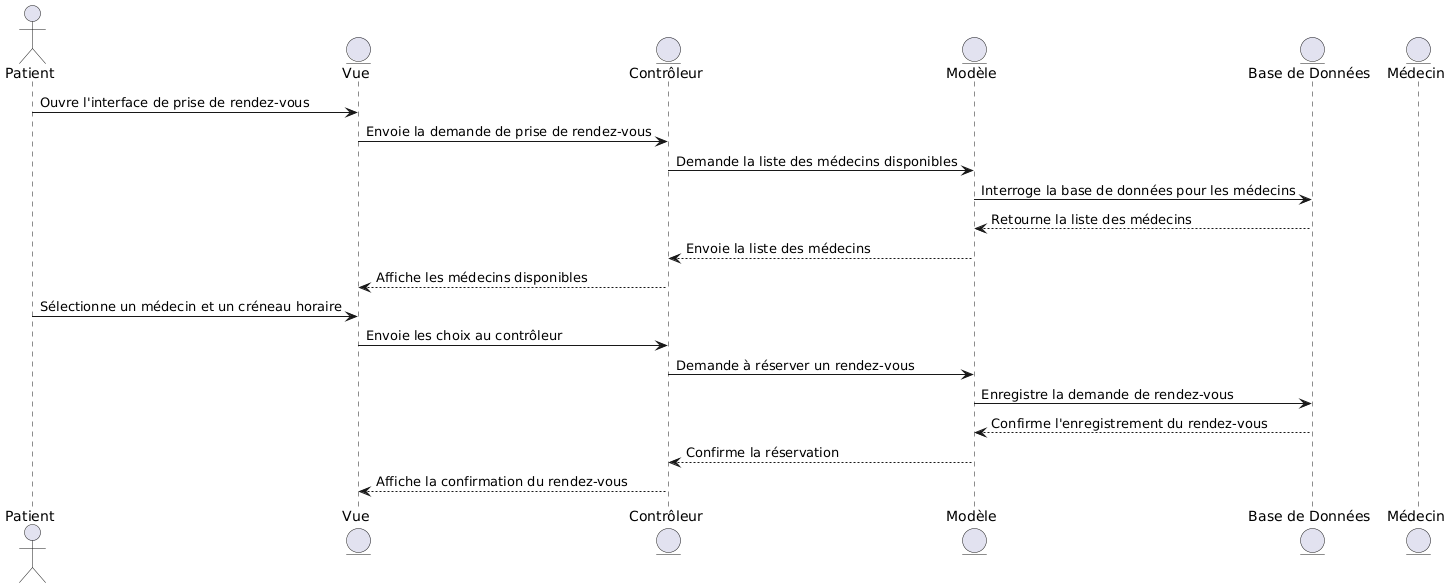 Patient
Vue
Contrôleur
Modèle
Base de Données
Médecin
Ouvre l'interface de prise de rendez-vous
Envoie la demande de prise de rendez-vous
Demande la liste des médecins disponibles
Interroge la base de données pour les médecins
Retourne la liste des médecins
Envoie la liste des médecins
Affiche les médecins disponibles
Sélectionne un médecin et un créneau horaire
Envoie les choix au contrôleur
Demande à réserver un rendez-vous
Enregistre la demande de rendez-vous
Confirme l'enregistrement du rendez-vous
Confirme la réservation
Affiche la confirmation du rendez-vous
Patient
Vue
Contrôleur
Modèle
Base de Données
Médecin